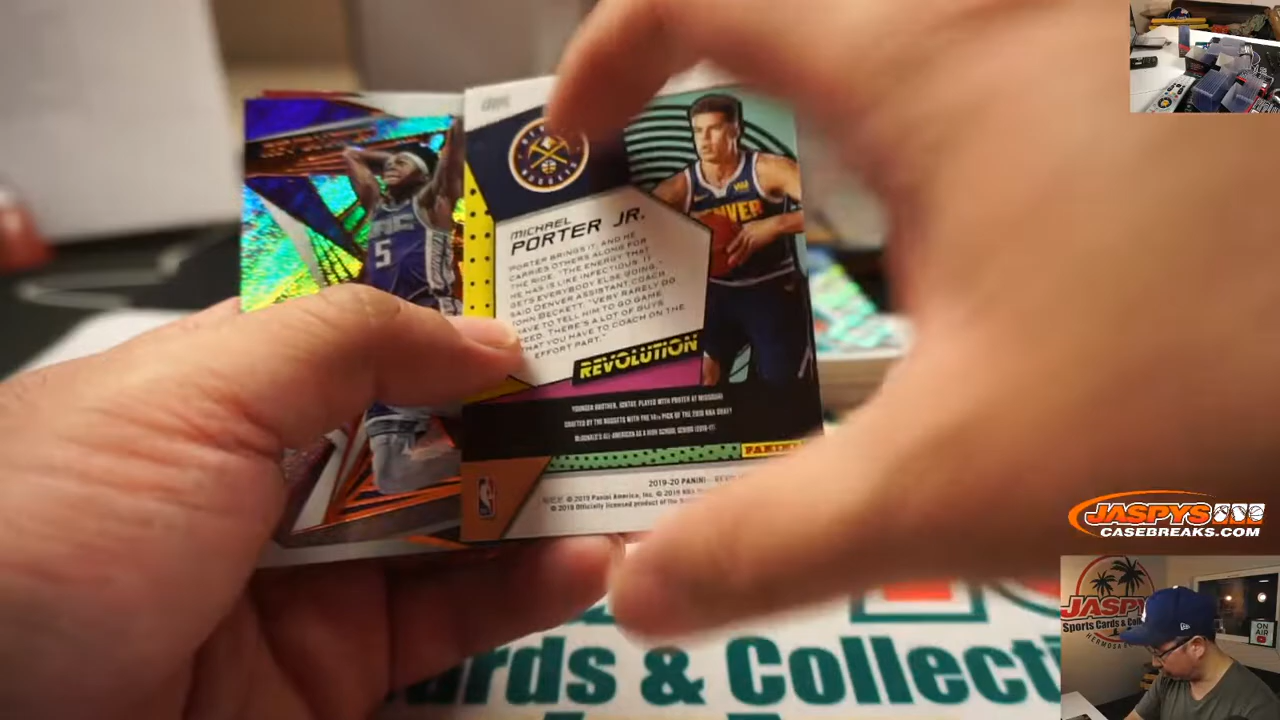 REVOLUTION
5
NUGGETS
DENVER
MICHAEL
PORTER JR.
PORTER BRINGS IT, AND HE
CARRIES OTHERS ALONG FOR
THE RIDE. "THE ENERGY THAT
HE HAS IS LIKE INFECTIOUS. IT
GETS EVERYBODY ELSE GOING,"
SAID DENVER ASSISTANT COACH
JOHN BECKETT. "VERY RARELY DO
HAVE TO TELL HIM TO GO GAME
SPEED. THERE'S A LOT OF GUYS
THAT YOU HAVE TO COACH ON THE
EFFORT PART."
REVOLUTION
YOUNGER BROTHER, JONTAY, PLAYED WITH PORTER AT MISSOURI
DRAFTED BY THE NUGGETS WITH THE 14TH PICK OF THE 2018 NBA DRAFT
McDONALD'S ALL-AMERICAN AS A HIGH SCHOOL SENIOR (2016-17)
PANINI
2019-20 PANINI -
© 2019 Panini America, Inc. © 2019 NBA
© 2019 Officially licensed product of the
NBA
ards & Collecti
JASPYS
CASEBREAKS.COM
JASPY
Sports Cards & Co
HERMOSA
ON
AIR